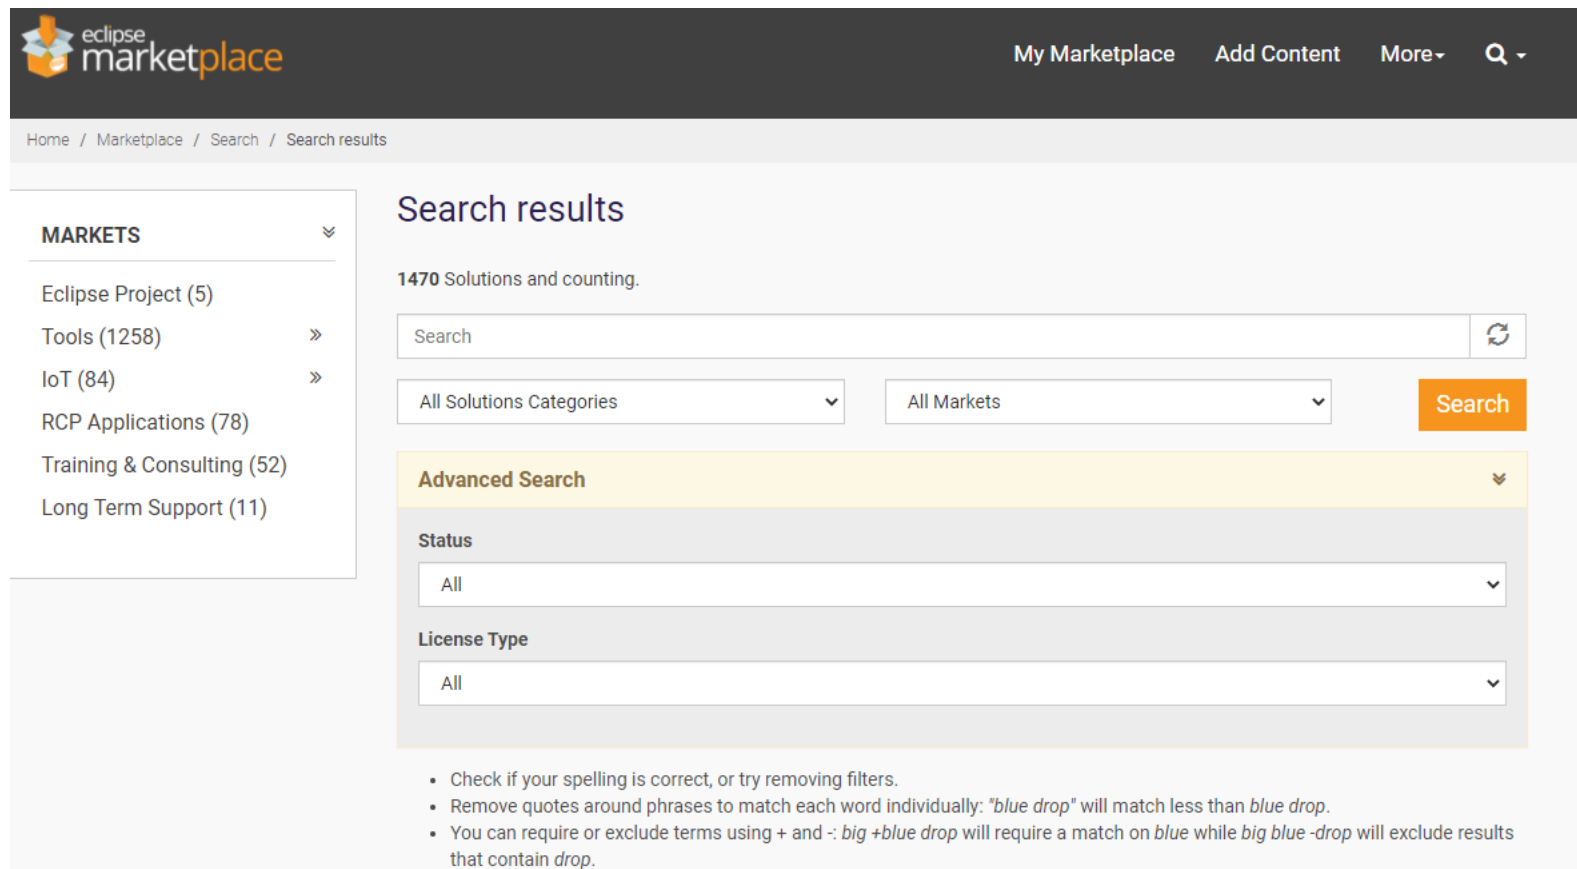 eclipse
marketplace
My Marketplace Add Content More
Home / Marketplace / Search / Search results
MARKETS
Eclipse Project (5)
Tools (1258)
IoT (84)
RCP Applications (78)
Training & Consulting (52)
Long Term Support (11)
Search results
1470 Solutions and counting.
Search
All Solutions Categories All Markets Search
Advanced Search
Status
All
License Type
All
• Check if your spelling is correct, or try removing filters.
• Remove quotes around phrases to match each word individually: "blue drop" will match less than blue drop.
• You can require or exclude terms using + and -: big +blue drop will require a match on blue while big blue -drop will exclude results
that contain drop.